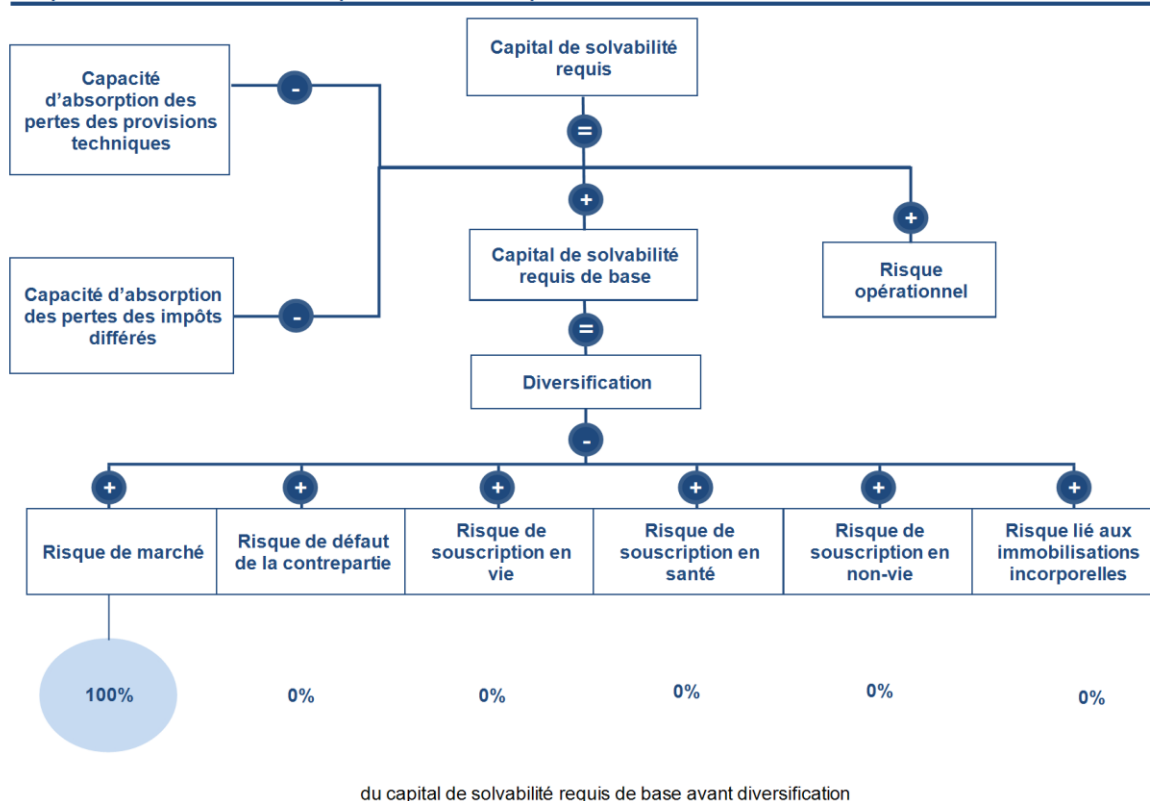 Capital de solvabilité
requis
Capacité
d'absorption des
pertes des provisions
techniques
-
=
+
+
Capital de solvabilité
requis de base
Risque
opérationnel
Capacité d'absorption
des pertes des impôts
différés
-
=
Diversification
-
+
+
+
+
+
+
Risque de marché
Risque de défaut
de la contrepartie
Risque de
souscription en
vie
Risque de
souscription en
santé
Risque de
souscription en
non-vie
Risque lié aux
immobilisations
incorporelles
100%
0%
0%
0%
0%
0%
du capital de solvabilité requis de base avant diversification